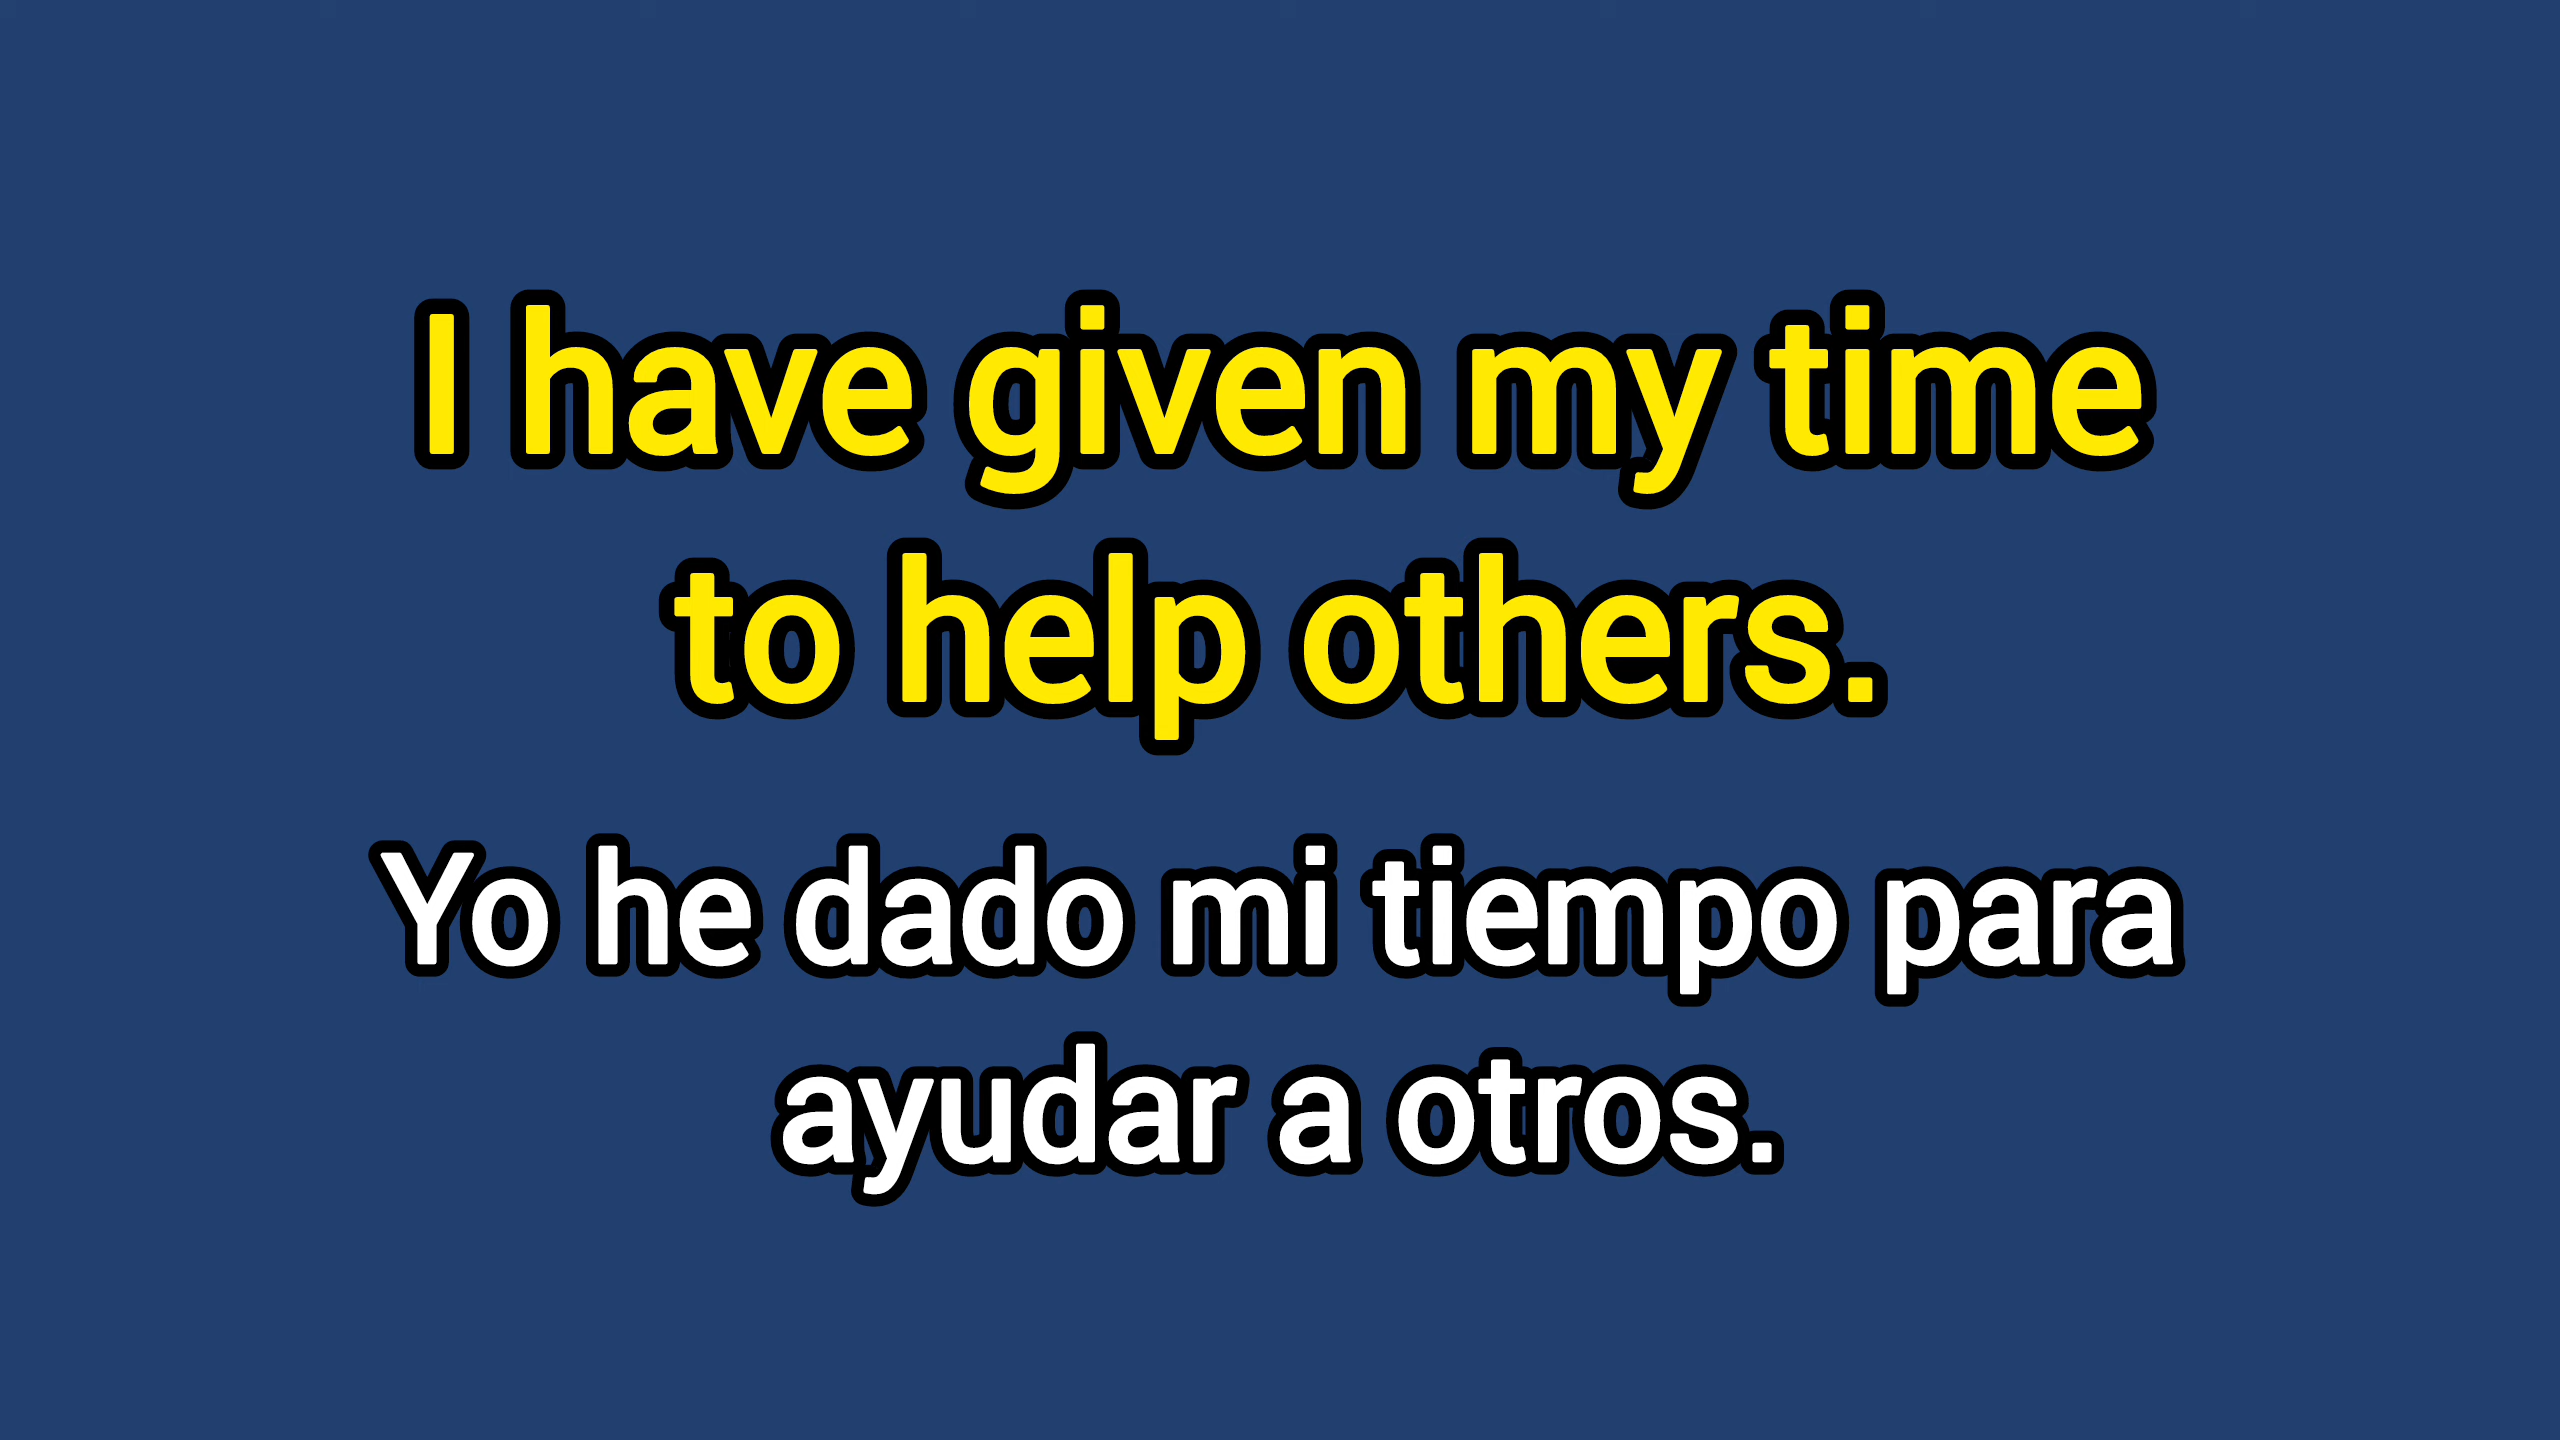 I have given my time
to help others.
Yo he dado mi tiempo para
ayudar a otros.